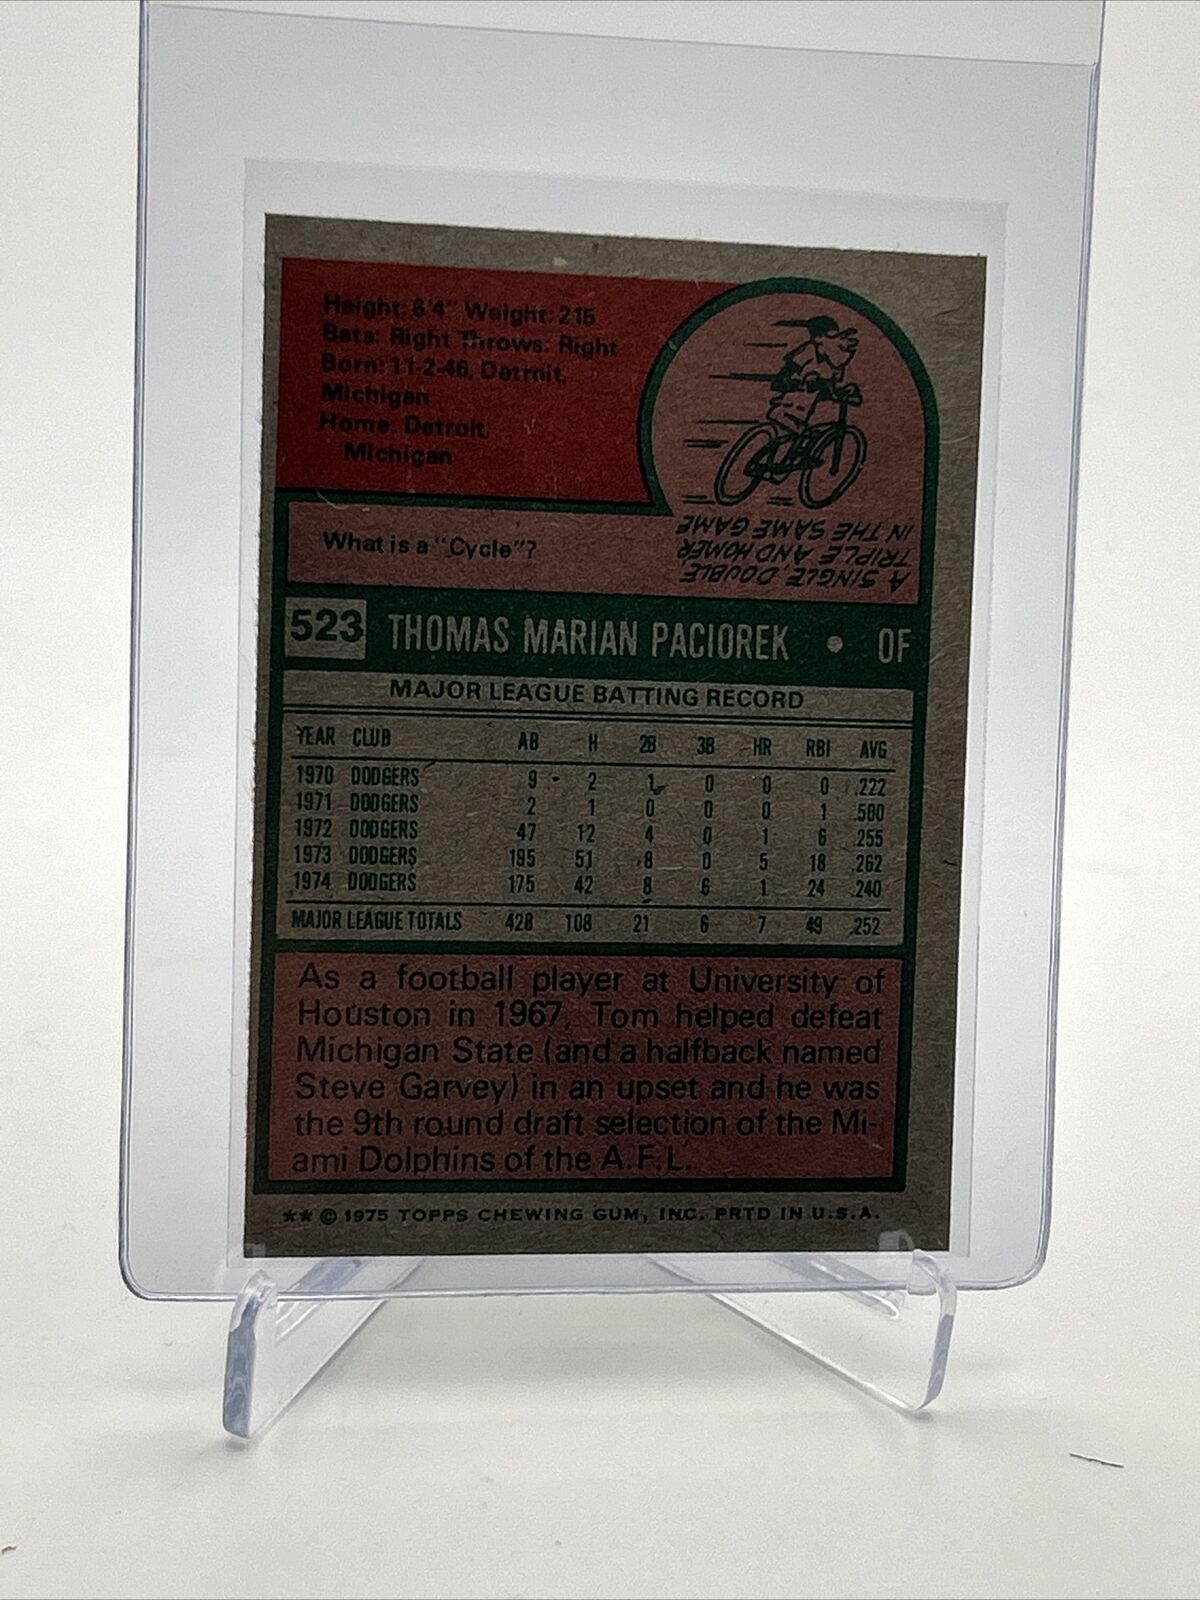 Height: 6'4" Weight: 215
Bats: Right Throws: Right
Born: 11-2-46, Detroit,
Michigan
Home: Detroit,
Michigan
What is a "Cycle"?
A SINGLE, DOUBLE,
TRIPLE AND HOMER
IN THE SAME GAME
523 THOMAS MARIAN PACIOREK • OF
MAJOR LEAGUE BATTING RECORD
YEAR CLUB AB H 2B 3B HR RBI AVG
1970 DODGERS 9 2 1 0 0 0 .222
1971 DODGERS 2 1 0 0 0 1 .500
1972 DODGERS 47 12 4 0 1 6 .255
1973 DODGERS 195 51 8 0 5 18 .262
1974 DODGERS 175 42 8 6 1 24 .240
MAJOR LEAGUE TOTALS 428 108 21 6 7 49 .252
As a football player at University of
Houston in 1967, Tom helped defeat
Michigan State (and a halfback named
Steve Garvey) in an upset and he was
the 9th round draft selection of the Mi-
ami Dolphins of the A.F.L.
** © 1975 TOPPS CHEWING GUM, INC. PRTD IN U.S.A.